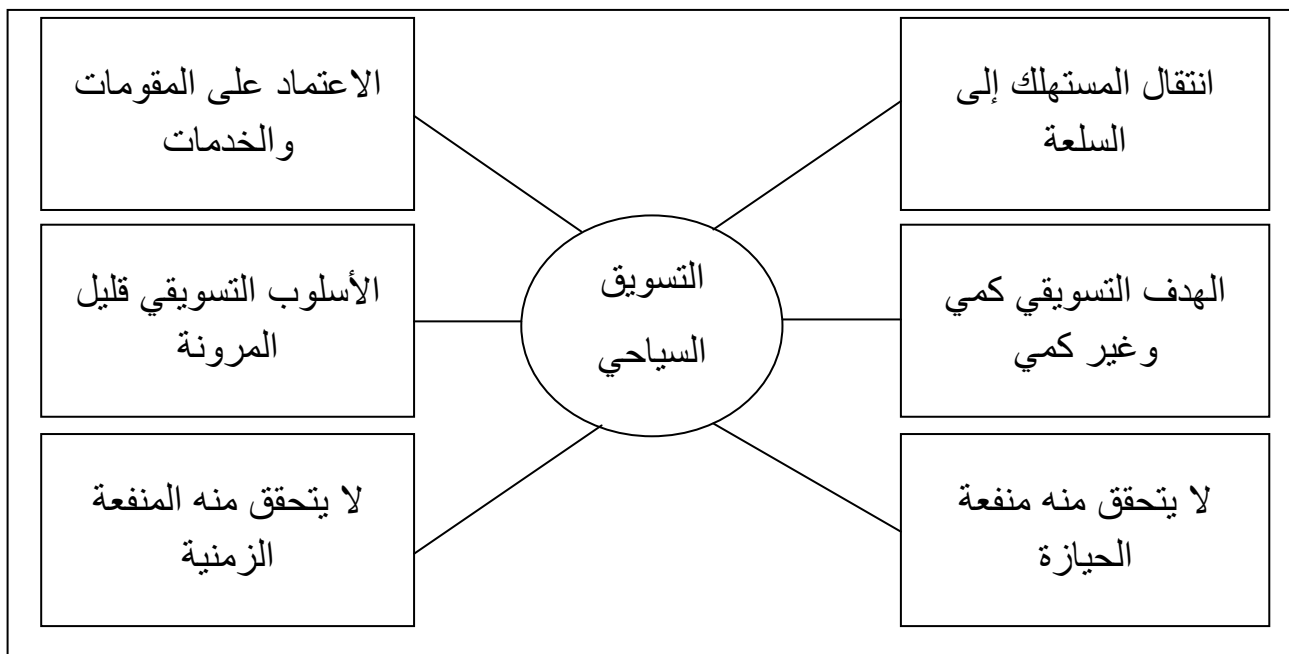 انتقال المستهلك إلى
السلعة
الاعتماد على المقومات
والخدمات
التسويق
السياحي
الهدف التسويقي كمي
وغير كمي
الأسلوب التسويقي قليل
المرونة
لا يتحقق منه منفعة
الحيازة
لا يتحقق منه المنفعة
الزمنية